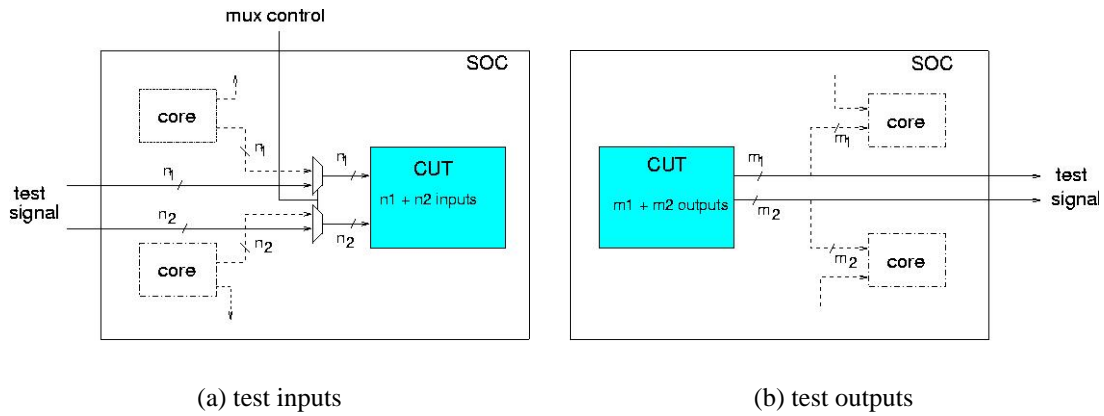 mux control
SOC
core
n1
n1
n1
CUT
n1 + n2 inputs
test
signal
n2
n2
n2
core
(a) test inputs
SOC
core
m1
CUT
m1 + m2 outputs
m1
m2
test
signal
m2
core
(b) test outputs